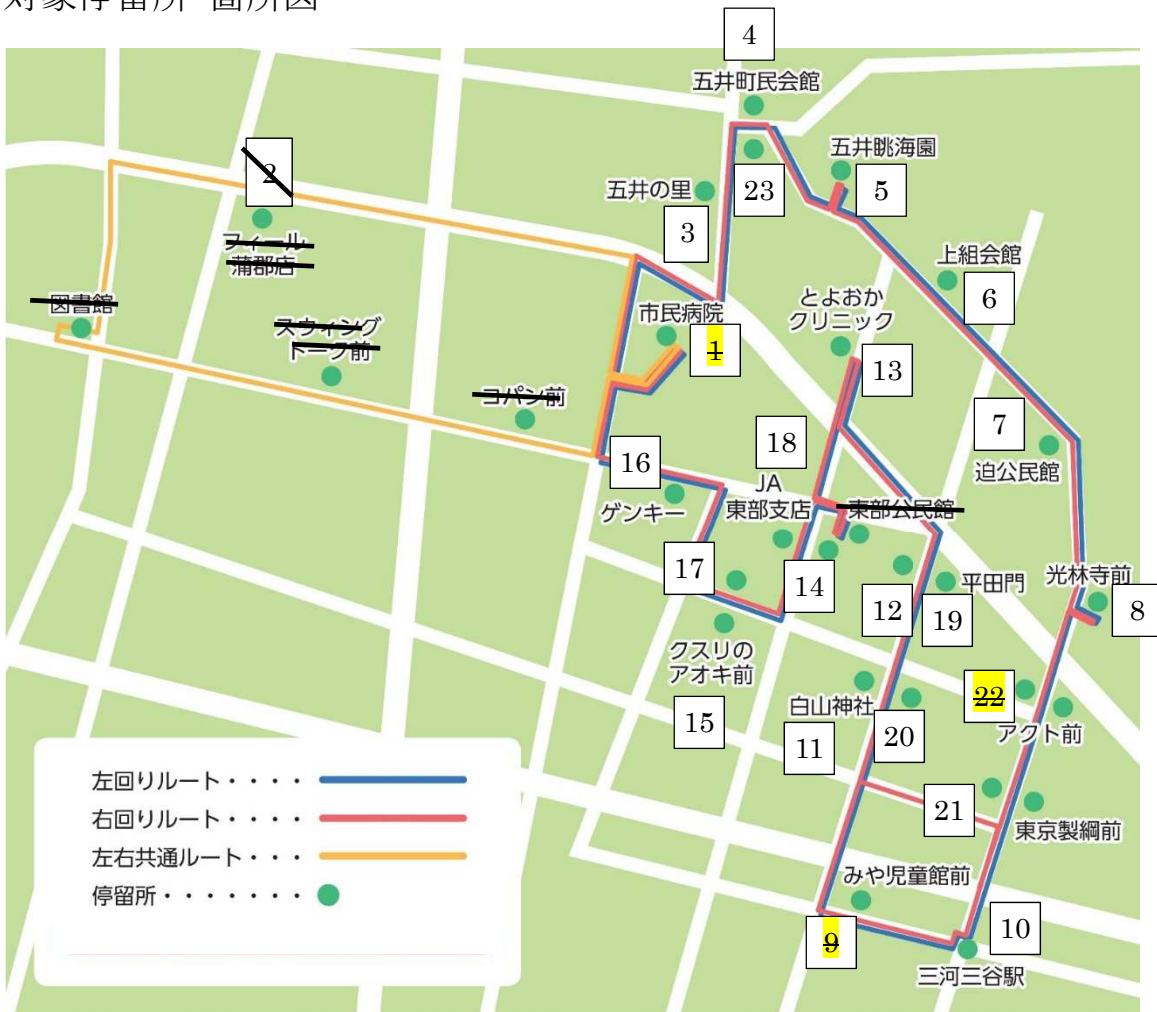 対象停留所 箇所図
4
五井町民会館
2
五井眺海園
5
五井の里
23
3
フィール
蒲郡店
上組会館
6
図書館
とよおか
クリニック
市民病院
1
スウィング
トーク前
13
コパン前
7
18
迫公民館
16
JA
東部支店
東部公民館
ゲンキー
17
14
平田門
光林寺前
12
19
8
クスリの
アオキ前
22
白山神社
アクト前
15
11
20
左回りルート・・・・
右回りルート・・・・
左右共通ルート・・・
停留所・・・・・・・
21
東京製綱前
みや児童館前
9
10
三河三谷駅